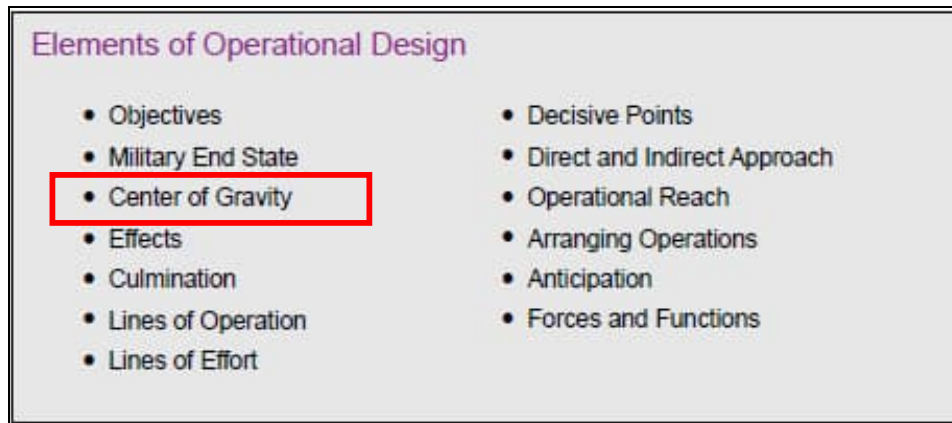 Elements of Operational Design
• Objectives
• Military End State
• Center of Gravity
• Effects
• Culmination
• Lines of Operation
• Lines of Effort
• Decisive Points
• Direct and Indirect Approach
• Operational Reach
• Arranging Operations
• Anticipation
• Forces and Functions